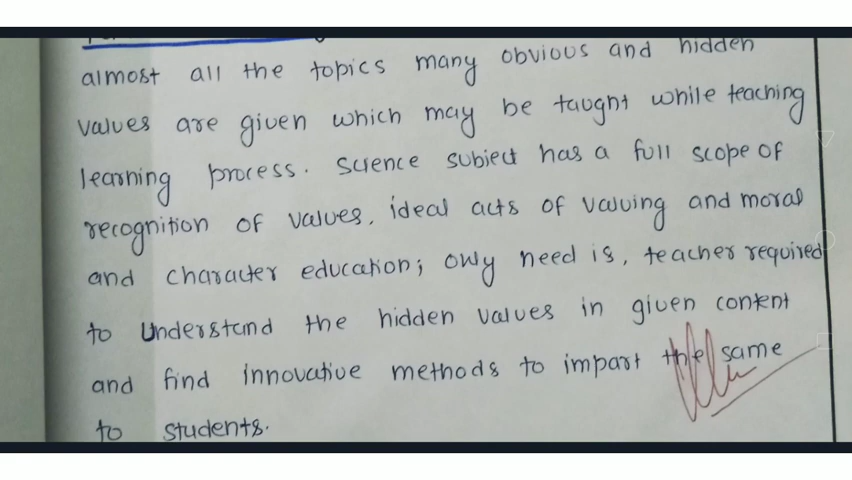 almost all the topics many obvious and hidden
values are given which may be taught while teaching
learning process. Science subject has a full scope of
recognition of values, ideal acts of valuing and moral
and character education; only need is, teacher required
to understand the hidden values in given content
and find innovative methods to impart the same
to students.